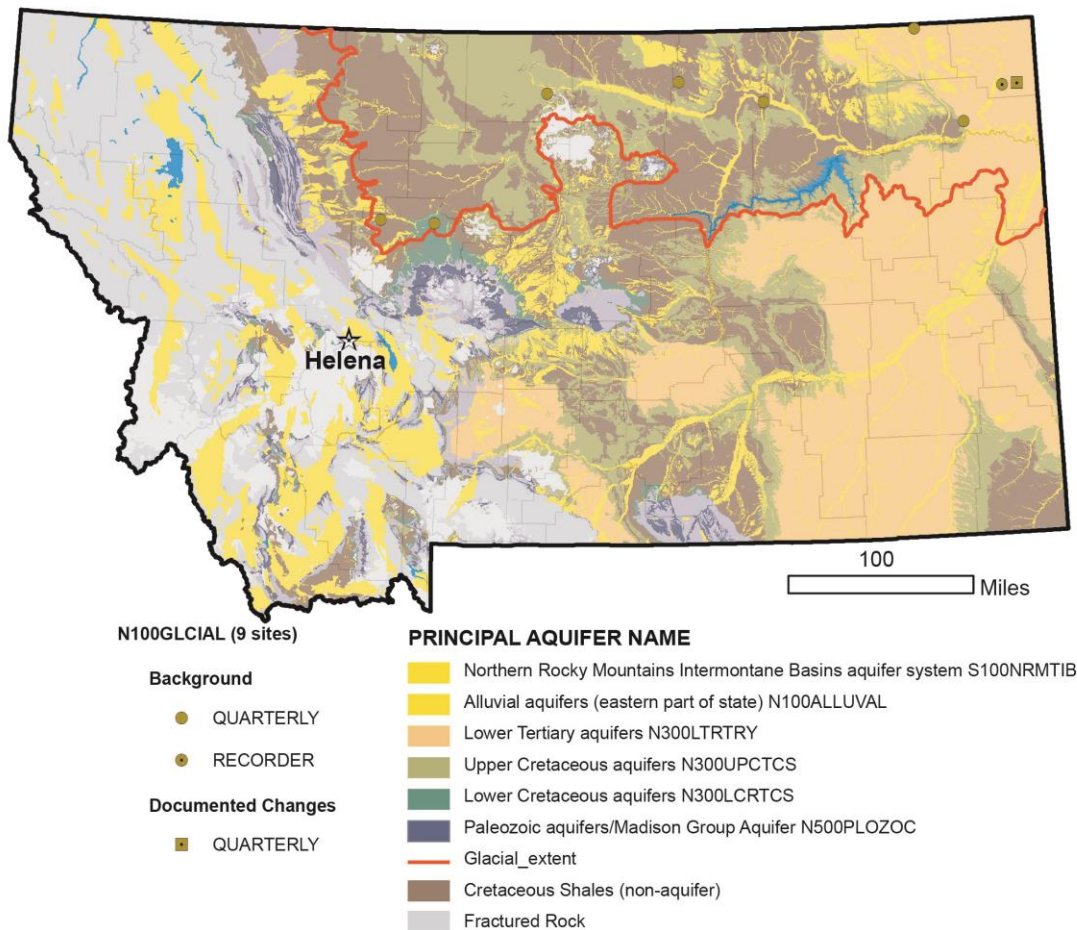 Helena
100
Miles
N100GLCIAL (9 sites)
Background
QUARTERLY
RECORDER
Documented Changes
QUARTERLY
PRINCIPAL AQUIFER NAME
Northern Rocky Mountains Intermontane Basins aquifer system S100NRMTIB
Alluvial aquifers (eastern part of state) N100ALLUVAL
Lower Tertiary aquifers N300LTRTRY
Upper Cretaceous aquifers N300UPCTCS
Lower Cretaceous aquifers N300LCRTCS
Paleozoic aquifers/Madison Group Aquifer N500PLOZOC
Glacial_extent
Cretaceous Shales (non-aquifer)
Fractured Rock